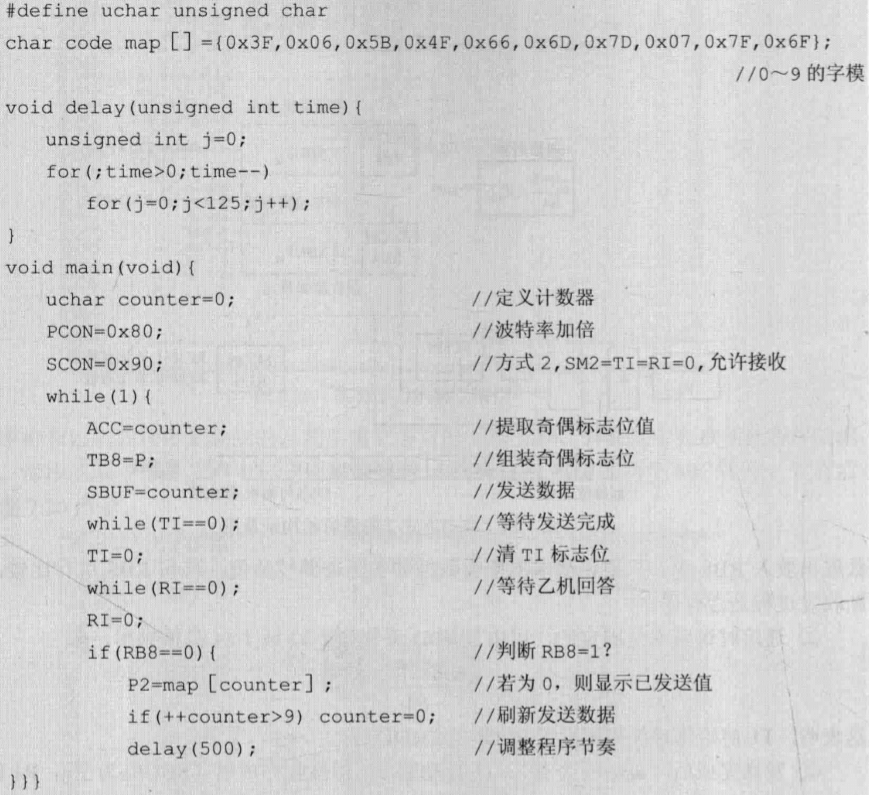 #define uchar unsigned char
char code map []={0x3F,0x06,0x5B,0x4F,0x66,0x6D,0x7D,0x07,0x7F,0x6F};
//0～9的字模
void delay(unsigned int time){
unsigned int j=0;
for(;time>0;time--)
for(j=0;j<125;j++);
}
void main(void){
uchar counter=0; //定义计数器
PCON=0x80; //波特率加倍
SCON=0x90; //方式2,SM2=TI=RI=0,允许接收
while(1){
ACC=counter; //提取奇偶标志位值
TB8=P; //组装奇偶标志位
SBUF=counter; //发送数据
while(TI==0); //等待发送完成
TI=0; //清TI标志位
while(RI==0); //等待乙机回答
RI=0;
if(RB8==0){ //判断RB8=1?
P2=map [counter]; //若为0，则显示已发送值
if(++counter>9) counter=0; //刷新发送数据
delay(500); //调整程序节奏
}}}